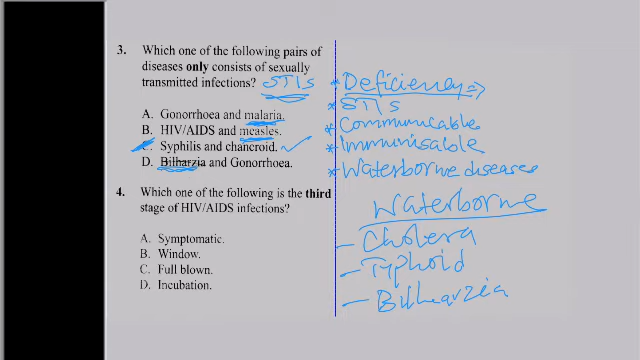 3. Which one of the following pairs of
diseases only consists of sexually
transmitted infections? STIs
A. Gonorrhoea and malaria.
B. HIV/AIDS and measles.
C. Syphilis and chancroid.
D. Bilharzia and Gonorrhoea.
4. Which one of the following is the third
stage of HIV/AIDS infections?
A. Symptomatic.
B. Window.
C. Full blown.
D. Incubation.
* Deficiency =>
* STIs
* Communicable
* Immunisable
* Waterborne diseases
Waterborne
- Cholera
- Typhoid
- Bilharzia